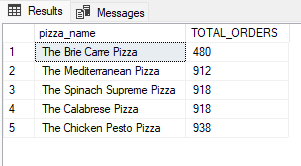 Results Messages
pizza_name TOTAL_ORDERS
1 The Brie Carre Pizza 480
2 The Mediterranean Pizza 912
3 The Spinach Supreme Pizza 918
4 The Calabrese Pizza 918
5 The Chicken Pesto Pizza 938